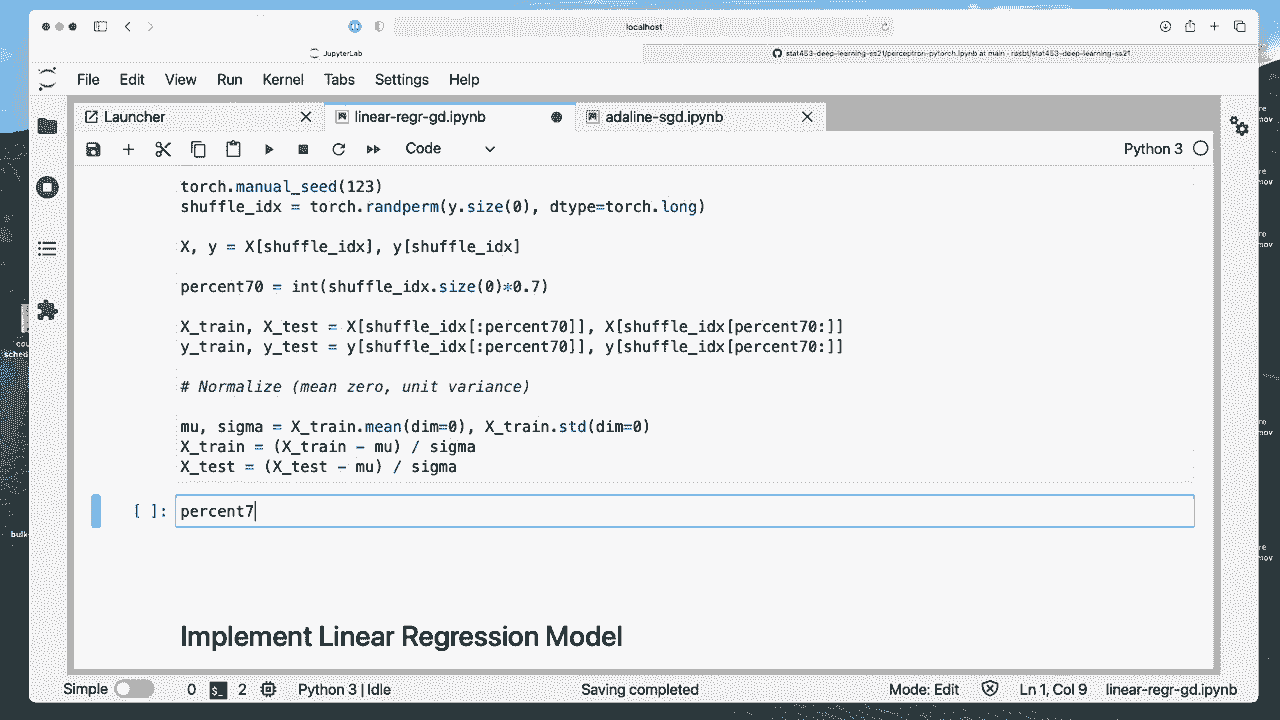 localhost
JupyterLab
stat453-deep-learning-ss21/perceptron-pytorch.ipynb at main · rasbt/stat453-deep-learning-ss21
File Edit View Run Kernel Tabs Settings Help
Launcher linear-regr-gd.ipynb adaline-sgd.ipynb
Code Python 3
torch.manual_seed(123)
shuffle_idx = torch.randperm(y.size(0), dtype=torch.long)
X, y = X[shuffle_idx], y[shuffle_idx]
percent70 = int(shuffle_idx.size(0)*0.7)
X_train, X_test = X[shuffle_idx[:percent70]], X[shuffle_idx[percent70:]]
y_train, y_test = y[shuffle_idx[:percent70]], y[shuffle_idx[percent70:]]
# Normalize (mean zero, unit variance)
mu, sigma = X_train.mean(dim=0), X_train.std(dim=0)
X_train = (X_train - mu) / sigma
X_test = (X_test - mu) / sigma
[ ]: percent7
Implement Linear Regression Model
Simple 0 2 Python 3 | Idle Saving completed Mode: Edit Ln 1, Col 9 linear-regr-gd.ipynb